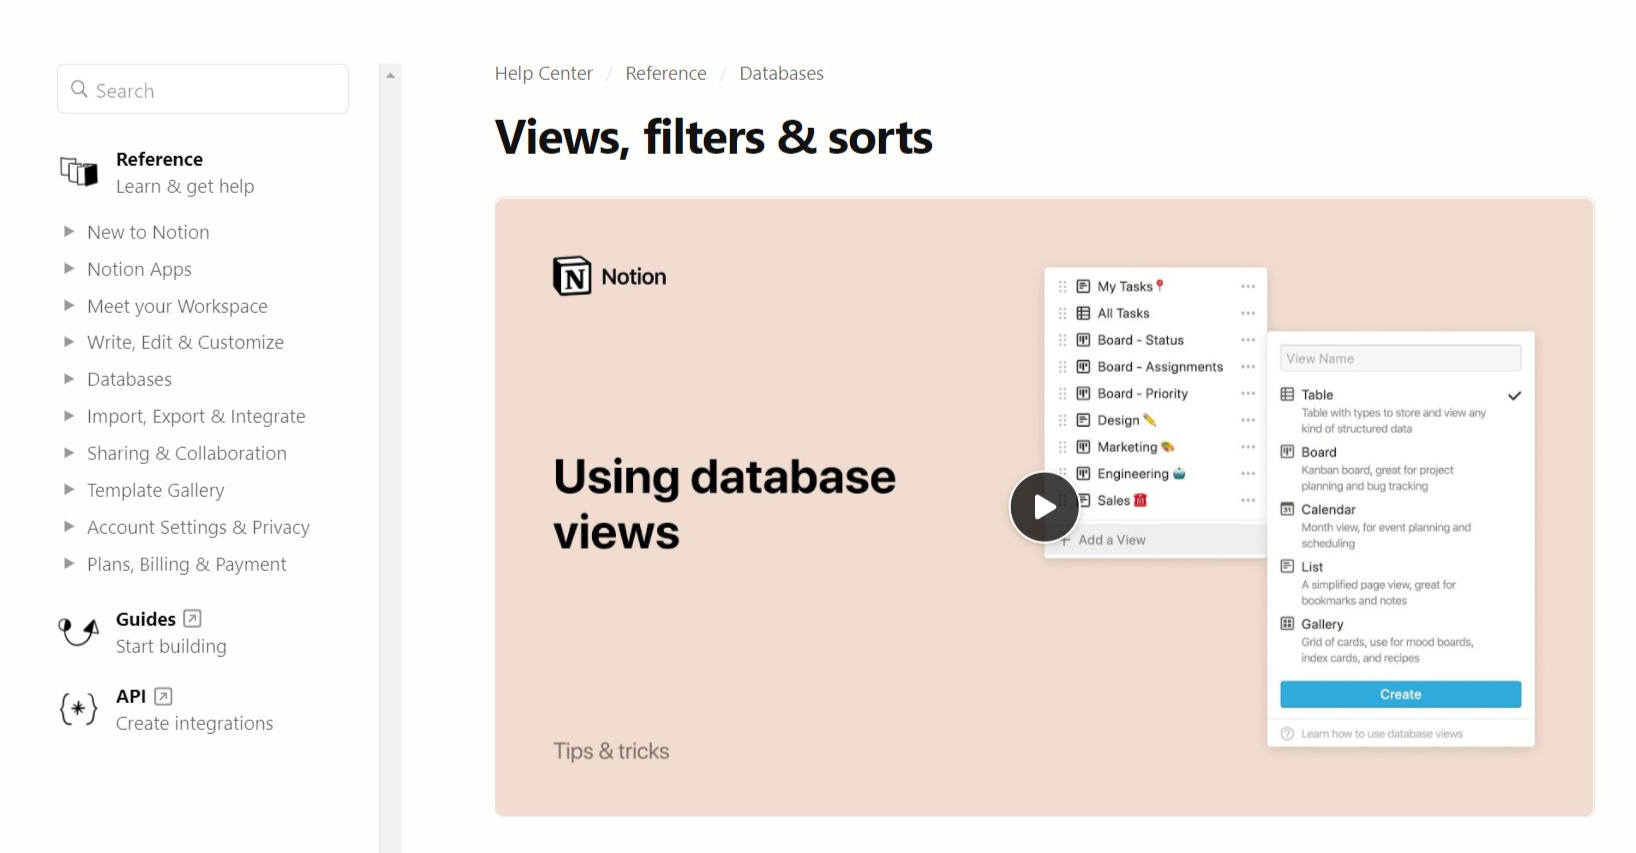 Search
Reference
Learn & get help
New to Notion
Notion Apps
Meet your Workspace
Write, Edit & Customize
Databases
Import, Export & Integrate
Sharing & Collaboration
Template Gallery
Account Settings & Privacy
Plans, Billing & Payment
Guides
Start building
API
Create integrations
Help Center / Reference / Databases
Views, filters & sorts
Notion
Using database
views
Tips & tricks
My Tasks📍
All Tasks
Board - Status
Board - Assignments
Board - Priority
Design ✏️
Marketing 🎨
Engineering 🤖
Sales ☎️
+ Add a View
View Name
Table
Table with types to store and view any
kind of structured data
Board
Kanban board, great for project
planning and bug tracking
31 Calendar
Month view, for event planning and
scheduling
List
A simplified page view, great for
bookmarks and notes
Gallery
Grid of cards, use for mood boards,
index cards, and recipes
Create
? Learn how to use database views